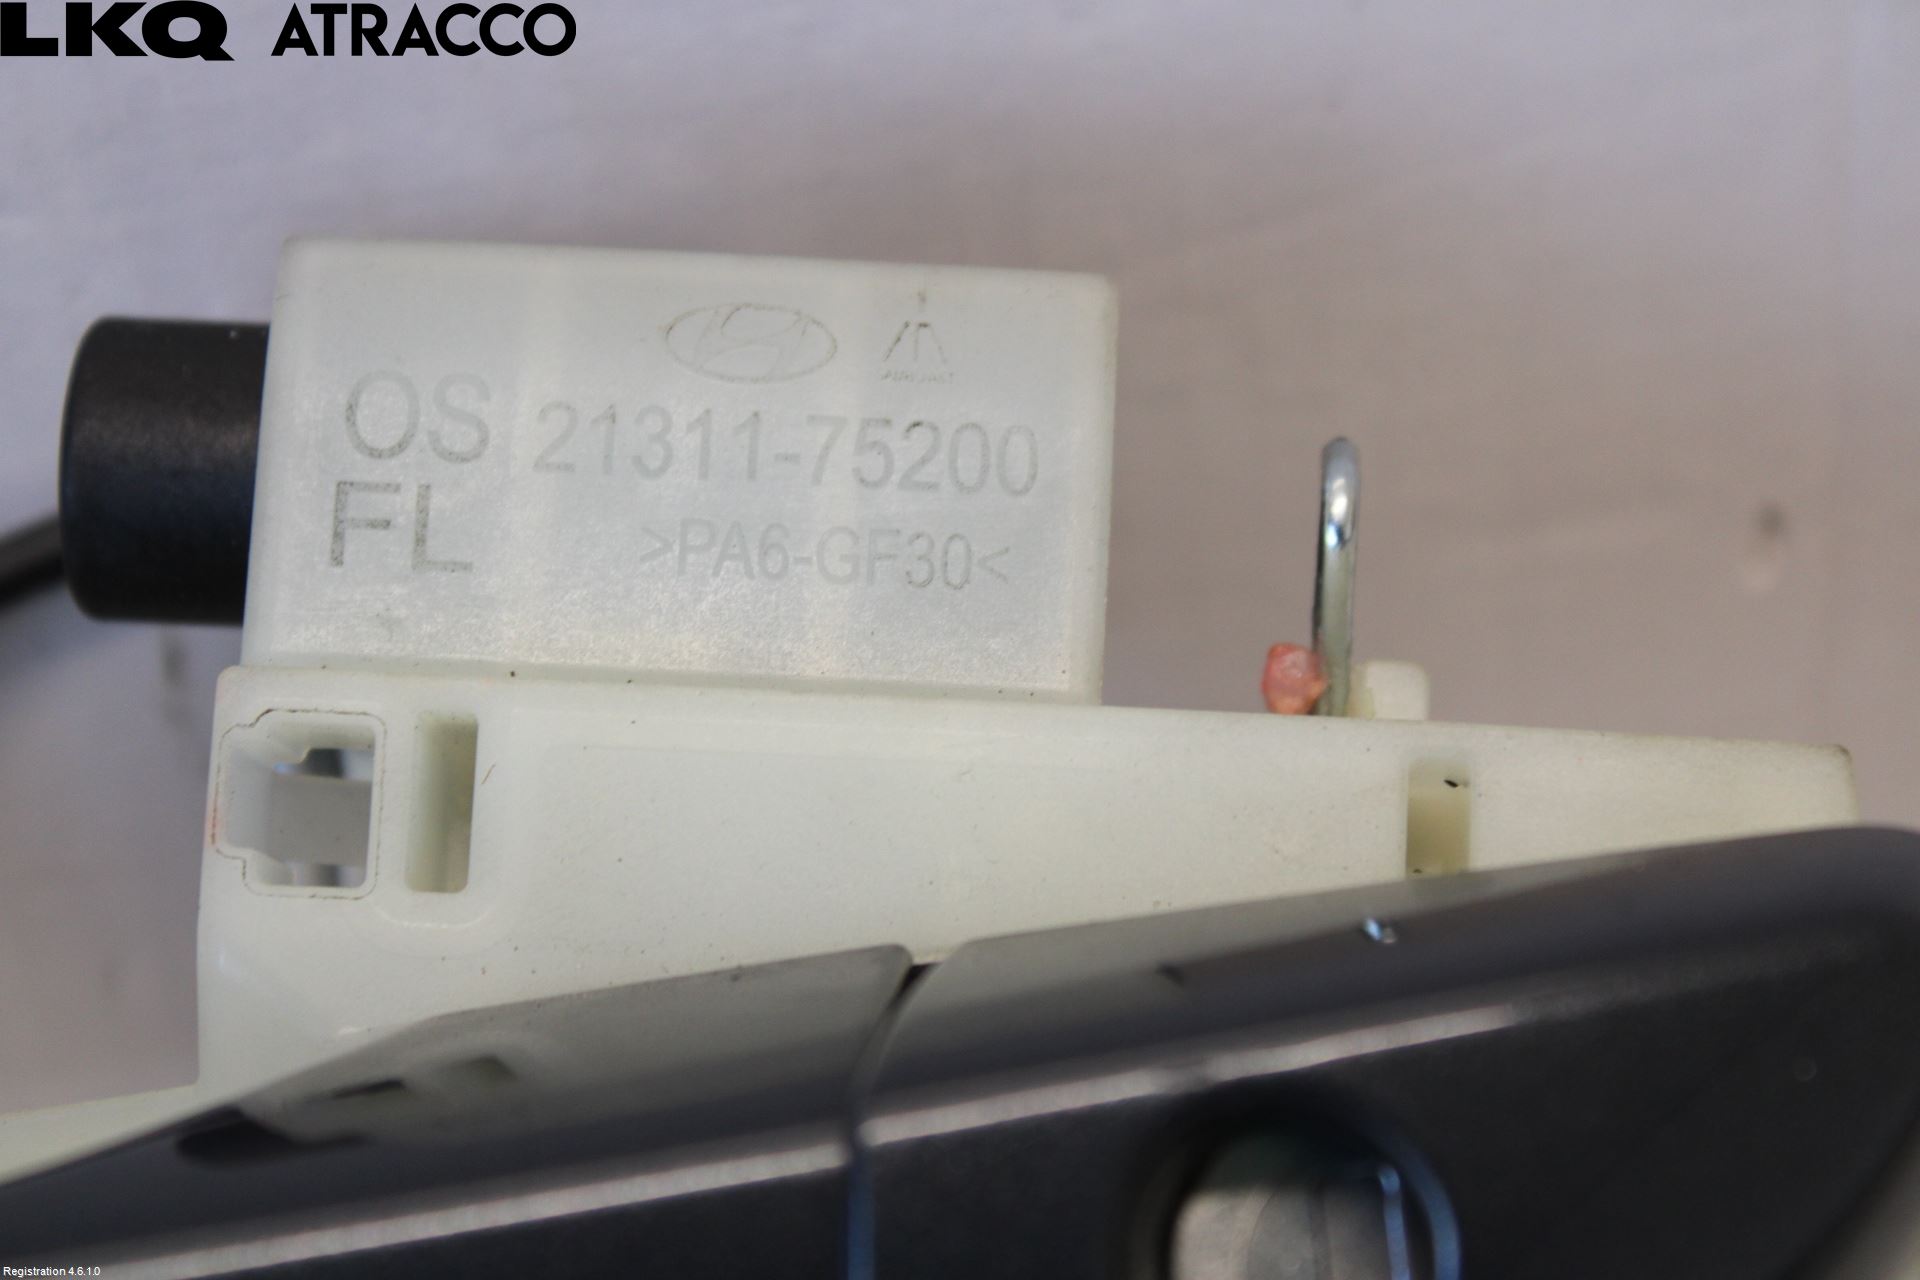 LKQ ATRACCO
OS 21311-75200
FL >PA6-GF30<
Registration 4.6.1.0